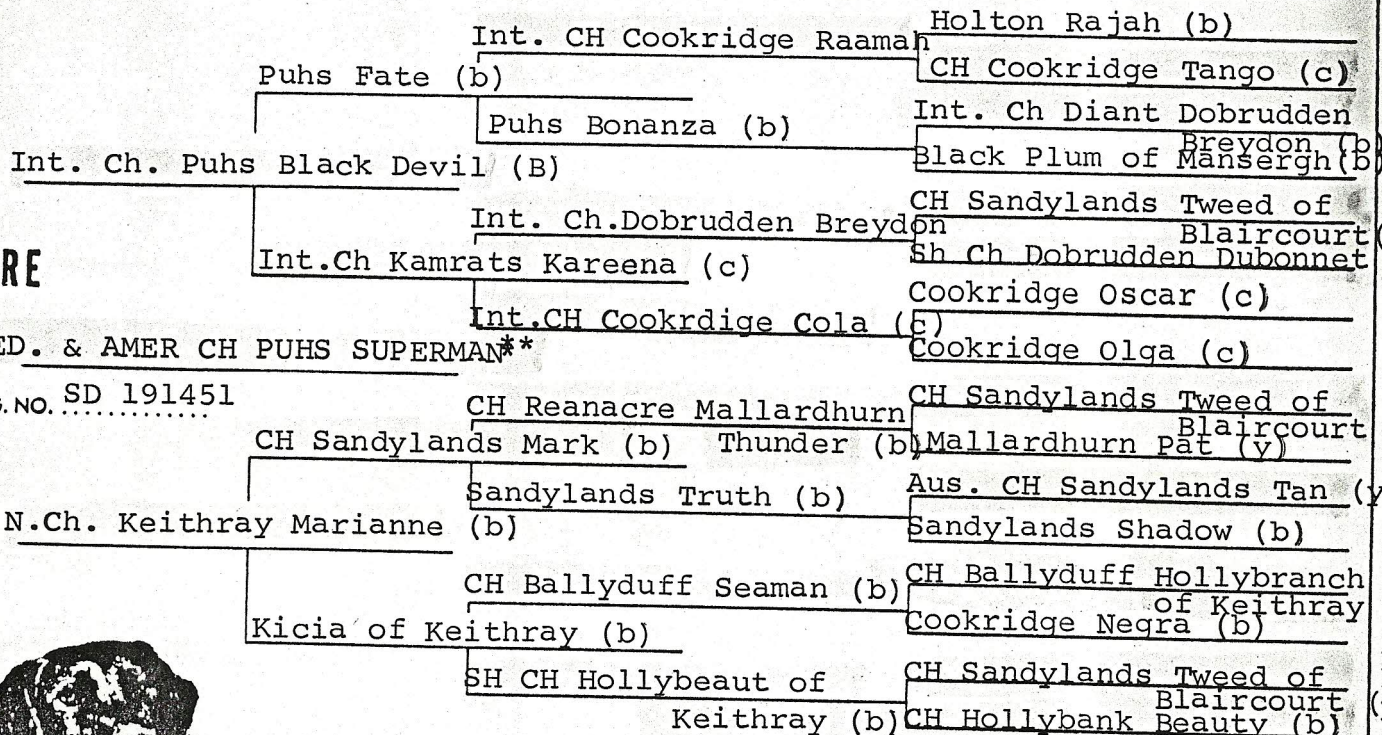 Holton Rajah (b)
Int. CH Cookridge Raamah
CH Cookridge Tango (c)
Puhs Fate (b)
Int. Ch Diant Dobrudden
Breydon (b)
Puhs Bonanza (b)
Black Plum of Mansergh (b)
Int. Ch. Puhs Black Devil (B)
CH Sandylands Tweed of
Blaircourt (
Int. Ch.Dobrudden Breydon
Sh Ch Dobrudden Dubonnet
Int.Ch Kamrats Kareena (c)
RE
Cookridge Oscar (c)
Int.CH Cookrdige Cola (c)
Cookridge Olga (c)
ED. & AMER CH PUHS SUPERMAN**
. NO. SD 191451
CH Sandylands Tweed of
Blaircourt
CH Reanacre Mallardhurn
Thunder (b)
Mallardhurn Pat (y)
CH Sandylands Mark (b)
Aus. CH Sandylands Tan (y
Sandylands Truth (b)
Sandylands Shadow (b)
N.Ch. Keithray Marianne (b)
CH Ballyduff Hollybranch
of Keithray
CH Ballyduff Seaman (b)
Cookridge Negra (b)
Kicia of Keithray (b)
CH Sandylands Tweed of
Blaircourt (
SH CH Hollybeaut of
Keithray (b)
CH Hollybank Beauty (b)